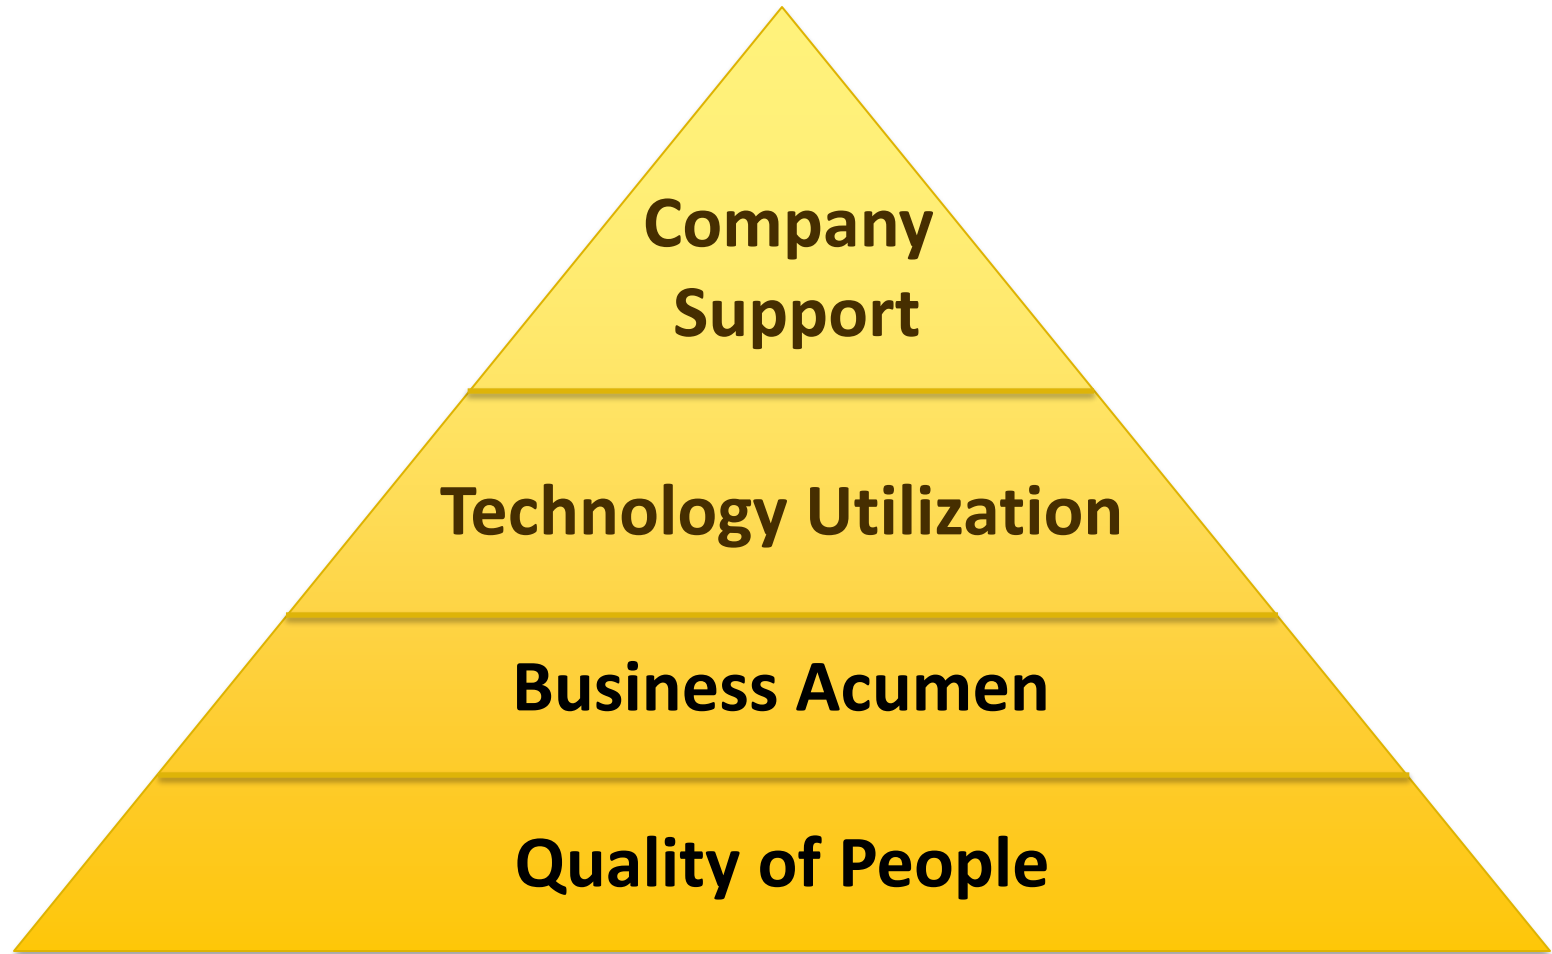 Company
Support
Technology Utilization
Business Acumen
Quality of People